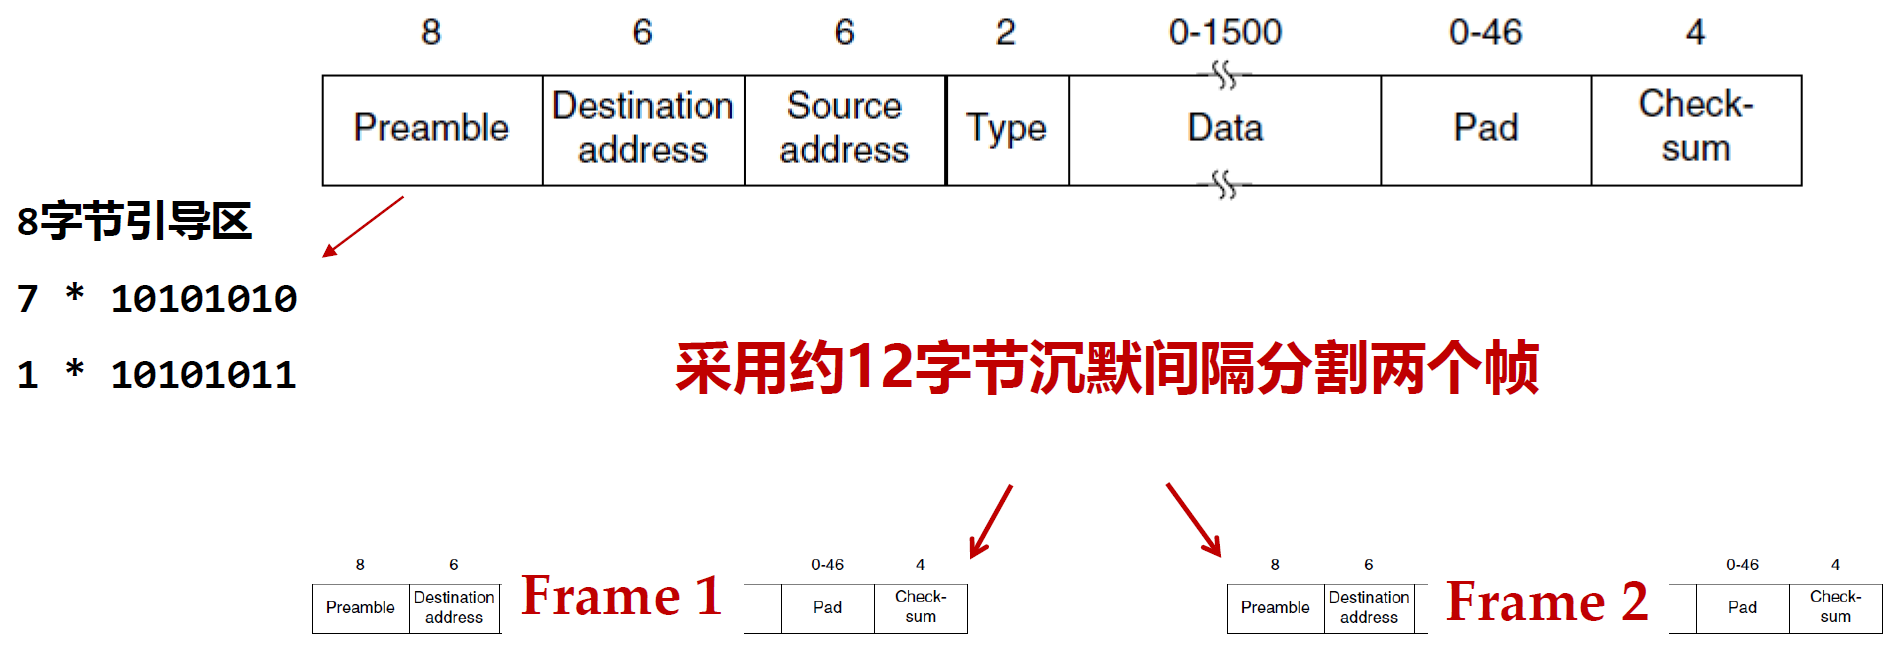 8 6 6 2 0-1500 0-46 4
Preamble Destination address Source address Type Data Pad Check-sum
8字节引导区
7 * 10101010
1 * 10101011
采用约12字节沉默间隔分割两个帧
8 6 0-46 4
Preamble Destination address Frame 1 Pad Check-sum
8 6 0-46 4
Preamble Destination address Frame 2 Pad Check-sum